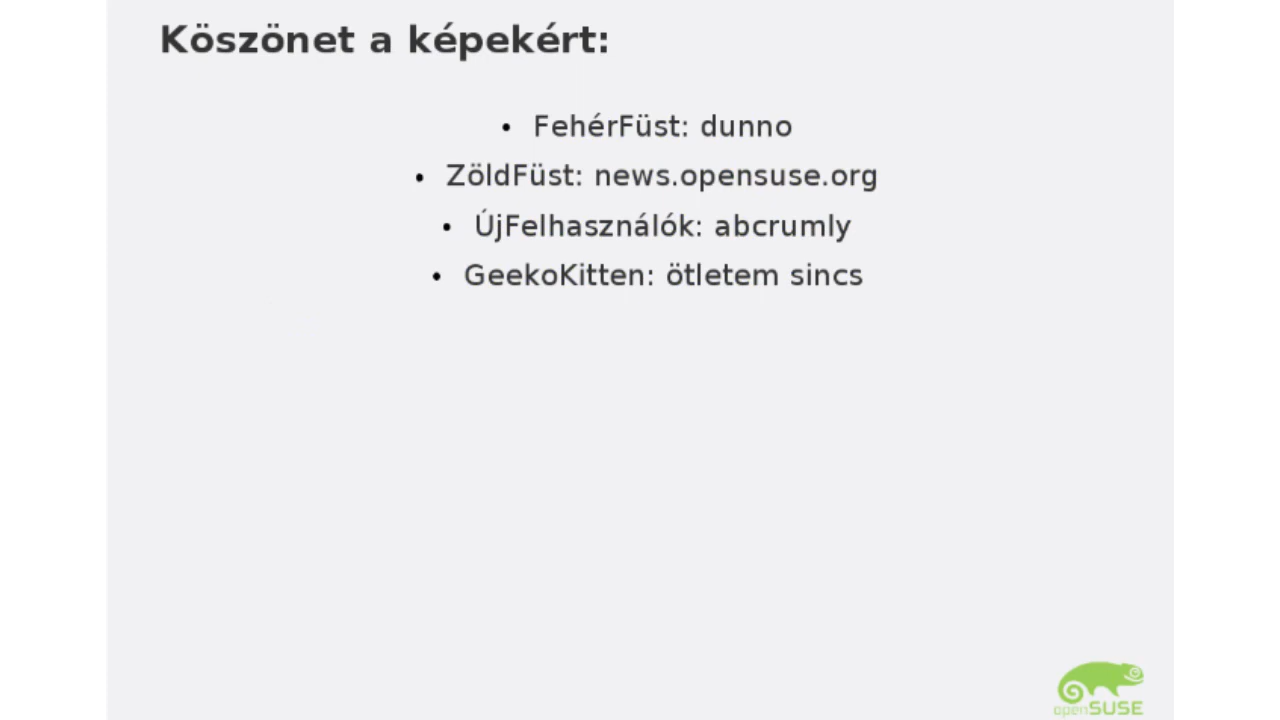 Köszönet a képekért:
• FehérFüst: dunno
• ZöldFüst: news.opensuse.org
• ÚjFelhasználók: abcrumly
• GeekoKitten: ötletem sincs
openSUSE